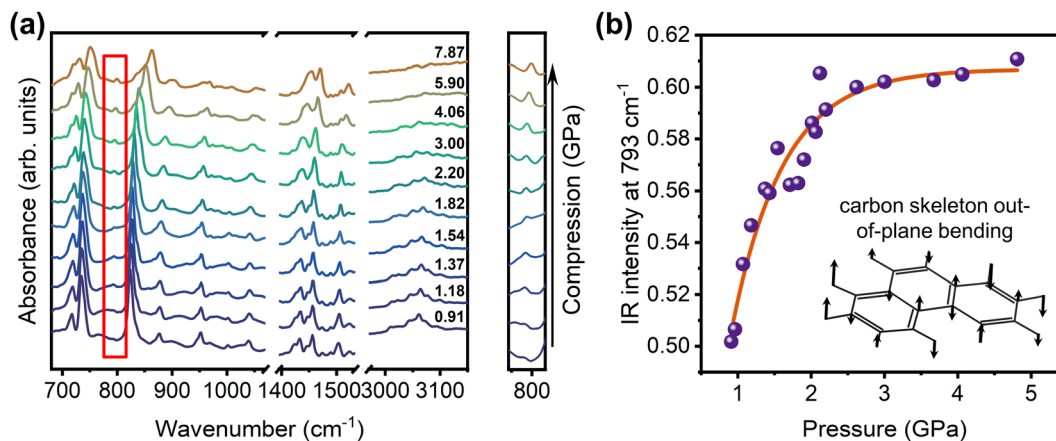 (a)
Absorbance (arb. units)
7.87
5.90
4.06
3.00
2.20
1.82
1.54
1.37
1.18
0.91
700 800 900 1000 1400 1500 3000 3100
Wavenumber (cm-1)
800
Compression (GPa)
(b)
IR intensity at 793 cm-1
0.62
0.60
0.58
0.56
0.54
0.52
0.50
carbon skeleton out-
of-plane bending
1 2 3 4 5
Pressure (GPa)